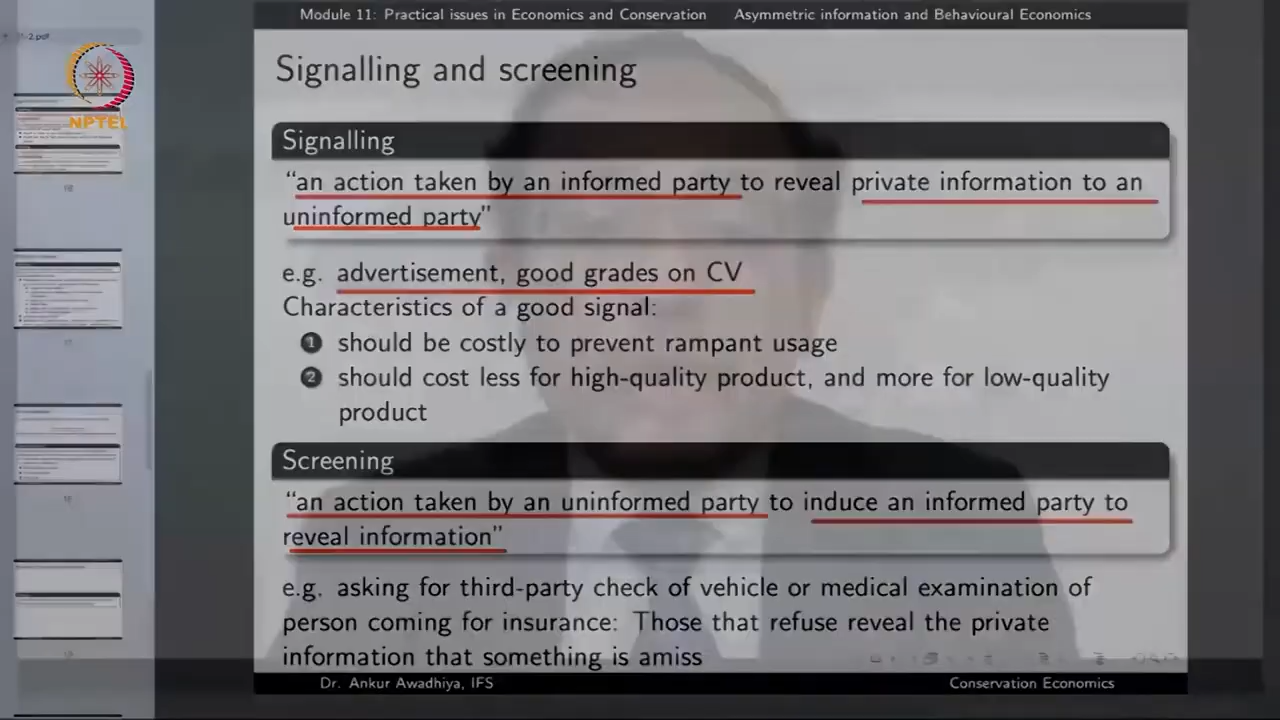 Module 11: Practical issues in Economics and Conservation Asymmetric information and Behavioural Economics
NPTEL
Signalling and screening
Signalling
“an action taken by an informed party to reveal private information to an
uninformed party”
e.g. advertisement, good grades on CV
Characteristics of a good signal:
1 should be costly to prevent rampant usage
2 should cost less for high-quality product, and more for low-quality
product
Screening
“an action taken by an uninformed party to induce an informed party to
reveal information”
e.g. asking for third-party check of vehicle or medical examination of
person coming for insurance: Those that refuse reveal the private
information that something is amiss
Dr. Ankur Awadhiya, IFS Conservation Economics